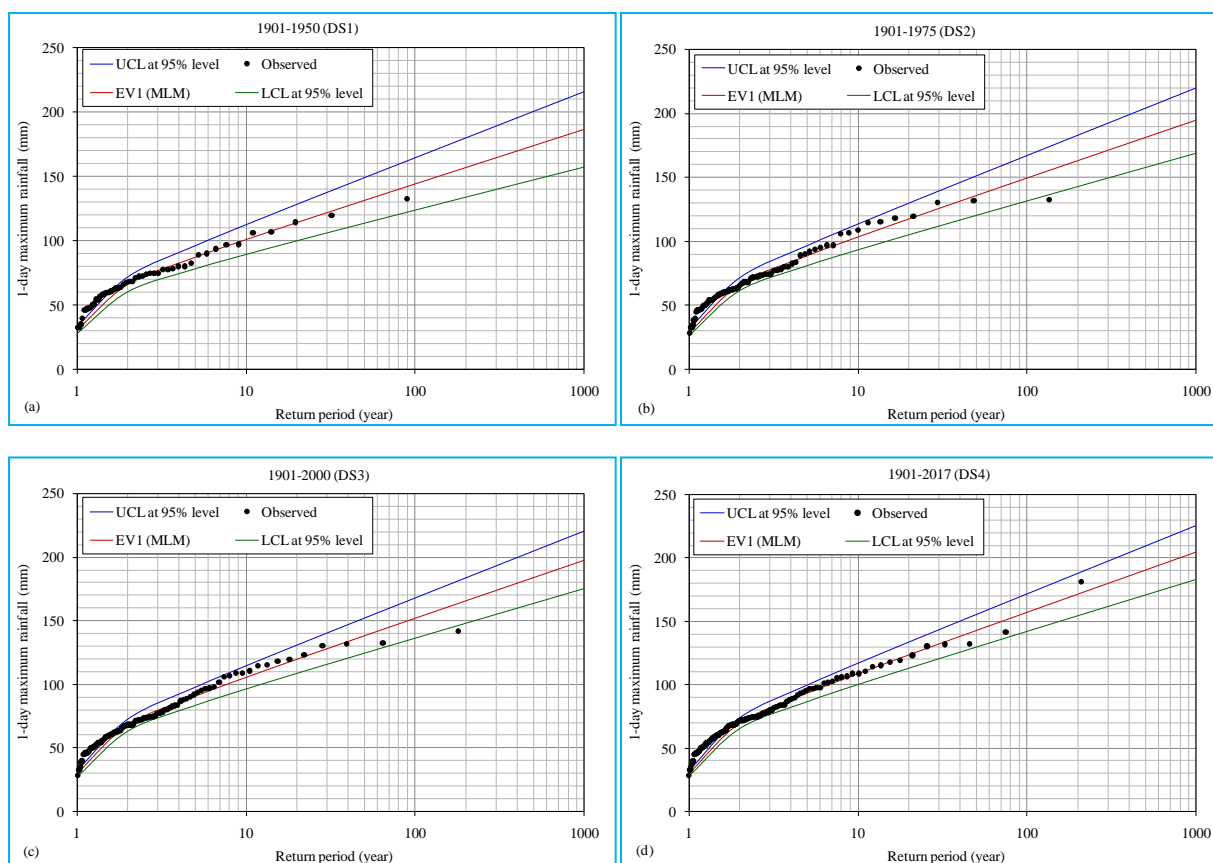 1901-1950 (DS1)
250
200
150
100
50
0
1-day maximum rainfall (mm)
UCL at 95% level
Observed
EV1 (MLM)
LCL at 95% level
1
10
100
1000
Return period (year)
(a)
1901-1975 (DS2)
250
200
150
100
50
0
1-day maximum rainfall (mm)
UCL at 95% level
Observed
EV1 (MLM)
LCL at 95% level
1
10
100
1000
Return period (year)
(b)
1901-2000 (DS3)
250
200
150
100
50
0
1-day maximum rainfall (mm)
UCL at 95% level
Observed
EV1 (MLM)
LCL at 95% level
1
10
100
1000
Return period (year)
(c)
1901-2017 (DS4)
250
200
150
100
50
0
1-day maximum rainfall (mm)
UCL at 95% level
Observed
EV1 (MLM)
LCL at 95% level
1
10
100
1000
Return period (year)
(d)